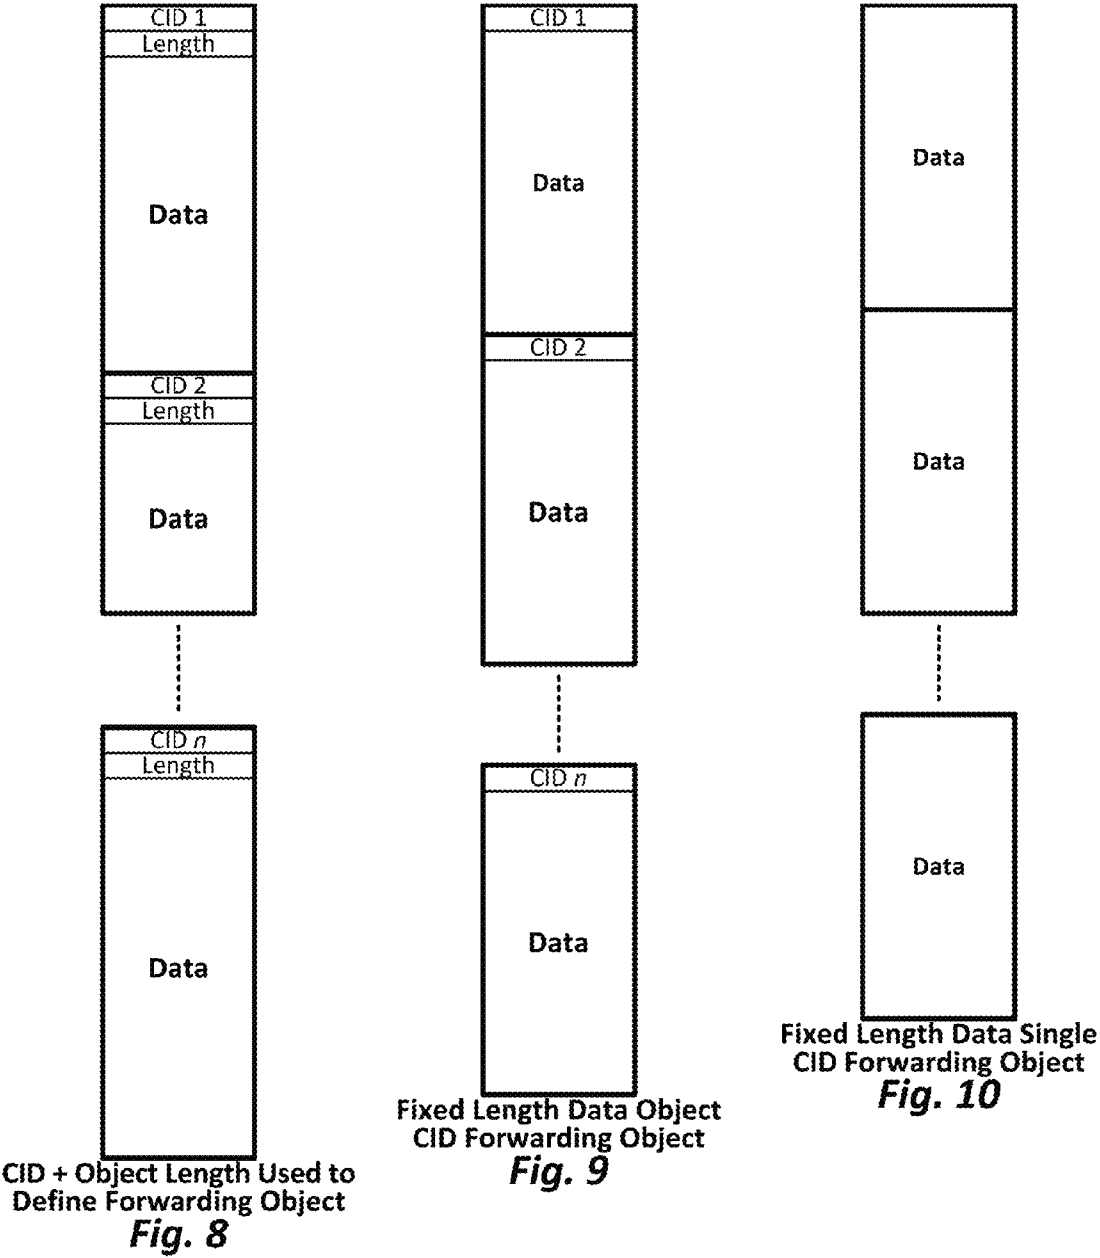 CID 1
Length
Data
CID 2
Length
Data
CID n
Length
Data
CID + Object Length Used to
Define Forwarding Object
Fig. 8
CID 1
Data
CID 2
Data
CID n
Data
Fixed Length Data Object
CID Forwarding Object
Fig. 9
Data
Data
Data
Fixed Length Data Single
CID Forwarding Object
Fig. 10